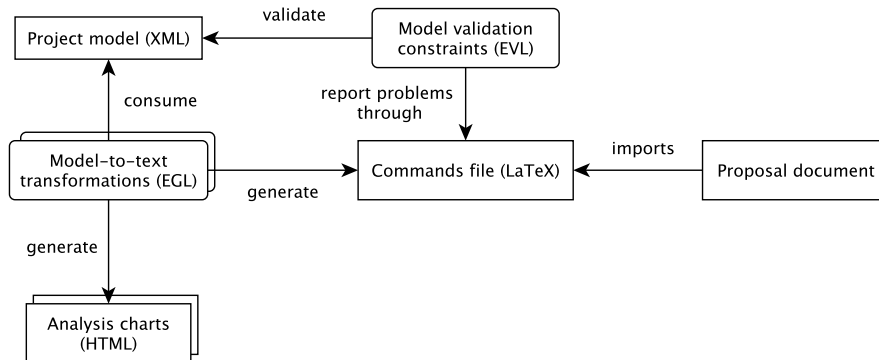 validate
Project model (XML)
Model validation
constraints (EVL)
consume
report problems
through
Model-to-text
transformations (EGL)
generate
Commands file (LaTeX)
imports
Proposal document
generate
Analysis charts
(HTML)